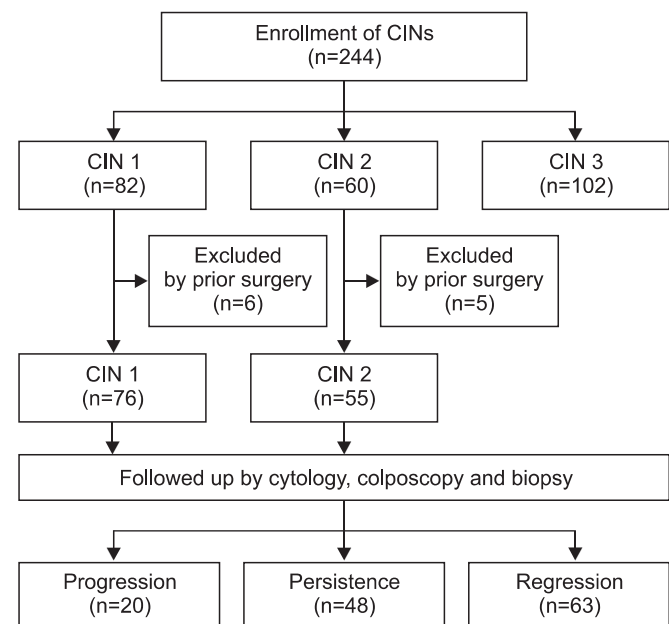 Enrollment of CINs
(n=244)
CIN 1
(n=82)
CIN 2
(n=60)
CIN 3
(n=102)
Excluded
by prior surgery
(n=6)
Excluded
by prior surgery
(n=5)
CIN 1
(n=76)
CIN 2
(n=55)
Followed up by cytology, colposcopy and biopsy
Progression
(n=20)
Persistence
(n=48)
Regression
(n=63)